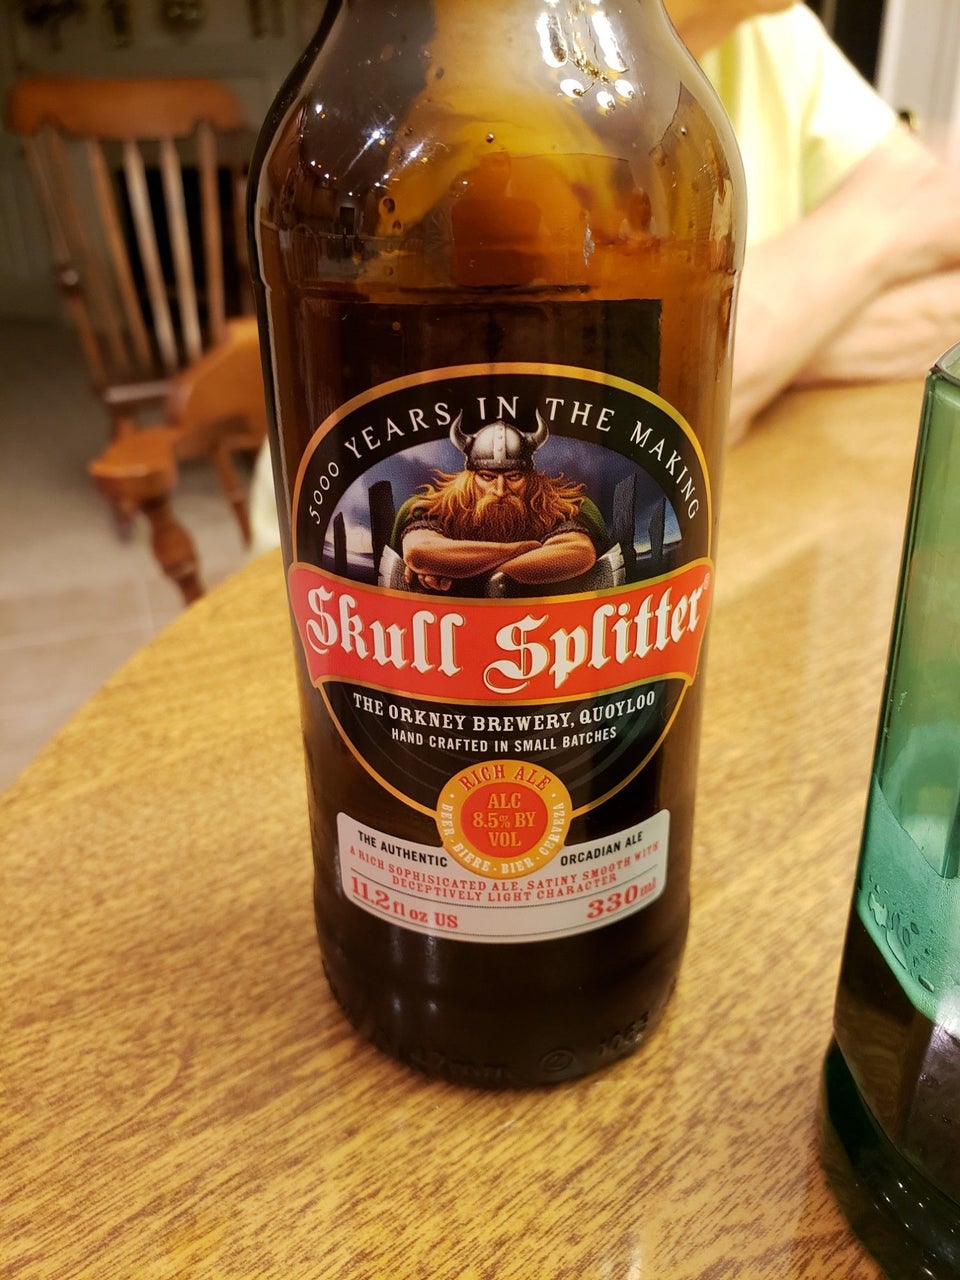 5000 YEARS IN THE MAKING
Skull Splitter®
THE ORKNEY BREWERY, QUOYLOO
HAND CRAFTED IN SMALL BATCHES
RICH ALE
ALC
8.5% BY
VOL
BEER · BIERE · BIER · CERVEZA
THE AUTHENTIC
ORCADIAN ALE
A RICH SOPHISICATED ALE, SATINY SMOOTH WITH
DECEPTIVELY LIGHT CHARACTER
11.2 fl oz US
330ml